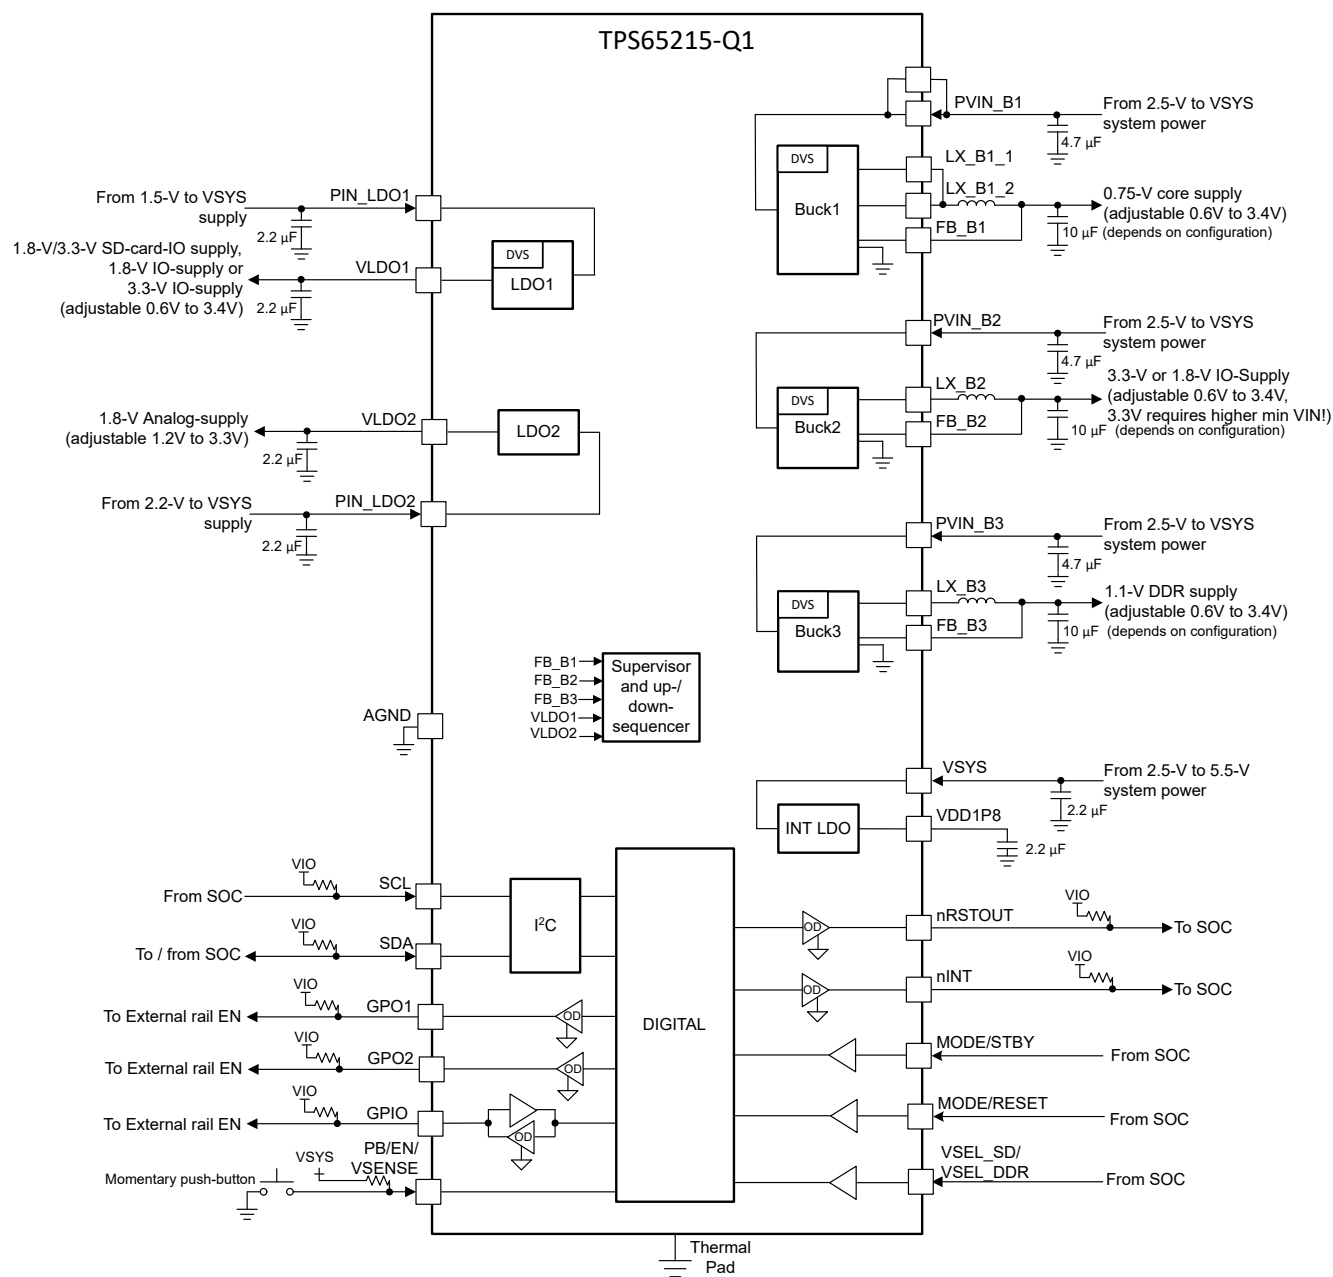 TPS65215-Q1
From 1.5-V to VSYS
supply
PIN_LDO1
2.2 µF
1.8-V/3.3-V SD-card-IO supply,
1.8-V IO-supply or
3.3-V IO-supply
(adjustable 0.6V to 3.4V)
VLDO1
2.2 µF
DVS
LDO1
1.8-V Analog-supply
(adjustable 1.2V to 3.3V)
VLDO2
2.2 µF
LDO2
From 2.2-V to VSYS
supply
PIN_LDO2
2.2 µF
PVIN_B1
From 2.5-V to VSYS
system power
4.7 µF
DVS
Buck1
LX_B1_1
LX_B1_2
FB_B1
0.75-V core supply
(adjustable 0.6V to 3.4V)
10 µF (depends on configuration)
PVIN_B2
From 2.5-V to VSYS
system power
4.7 µF
DVS
Buck2
LX_B2
FB_B2
3.3-V or 1.8-V IO-Supply
(adjustable 0.6V to 3.4V,
3.3V requires higher min VIN!)
10 µF (depends on configuration)
PVIN_B3
From 2.5-V to VSYS
system power
4.7 µF
DVS
Buck3
LX_B3
FB_B3
1.1-V DDR supply
(adjustable 0.6V to 3.4V)
10 µF (depends on configuration)
FB_B1
FB_B2
FB_B3
VLDO1
VLDO2
Supervisor
and up-/
down-
sequencer
AGND
VSYS
From 2.5-V to 5.5-V
system power
2.2 µF
INT LDO
VDD1P8
2.2 µF
From SOC
VIO
SCL
To / from SOC
VIO
SDA
I²C
To External rail EN
VIO
GPO1
OD
To External rail EN
VIO
GPO2
OD
To External rail EN
VIO
GPIO
OD
Momentary push-button
VSYS
PB/EN/
VSENSE
DIGITAL
OD
nRSTOUT
VIO
To SOC
OD
nINT
VIO
To SOC
MODE/STBY
From SOC
MODE/RESET
From SOC
VSEL_SD/
VSEL_DDR
From SOC
Thermal
Pad